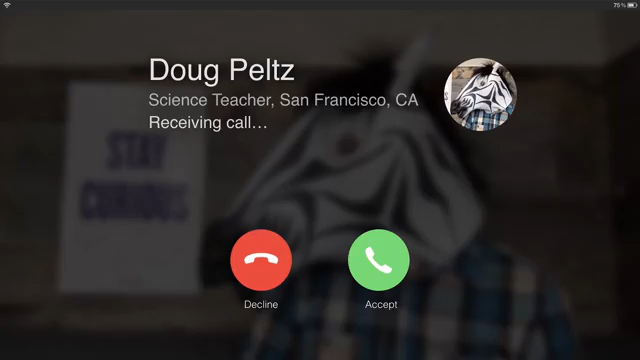 75%
Doug Peltz
Science Teacher, San Francisco, CA
Receiving call...
STAY
CURIOUS
Decline
Accept